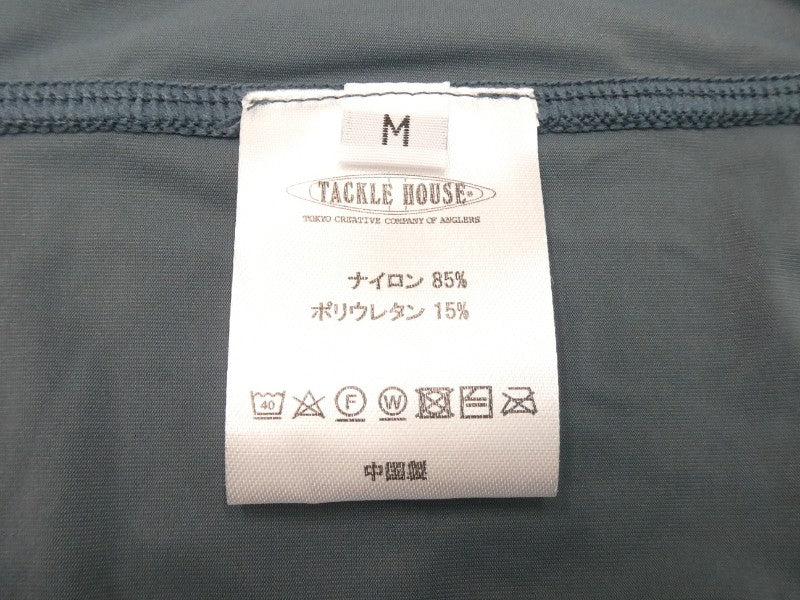 M
TACKLE HOUSE®
TOKYO CREATIVE COMPANY OF ANGLERS
ナイロン 85%
ポリウレタン 15%
40 F W
中国製